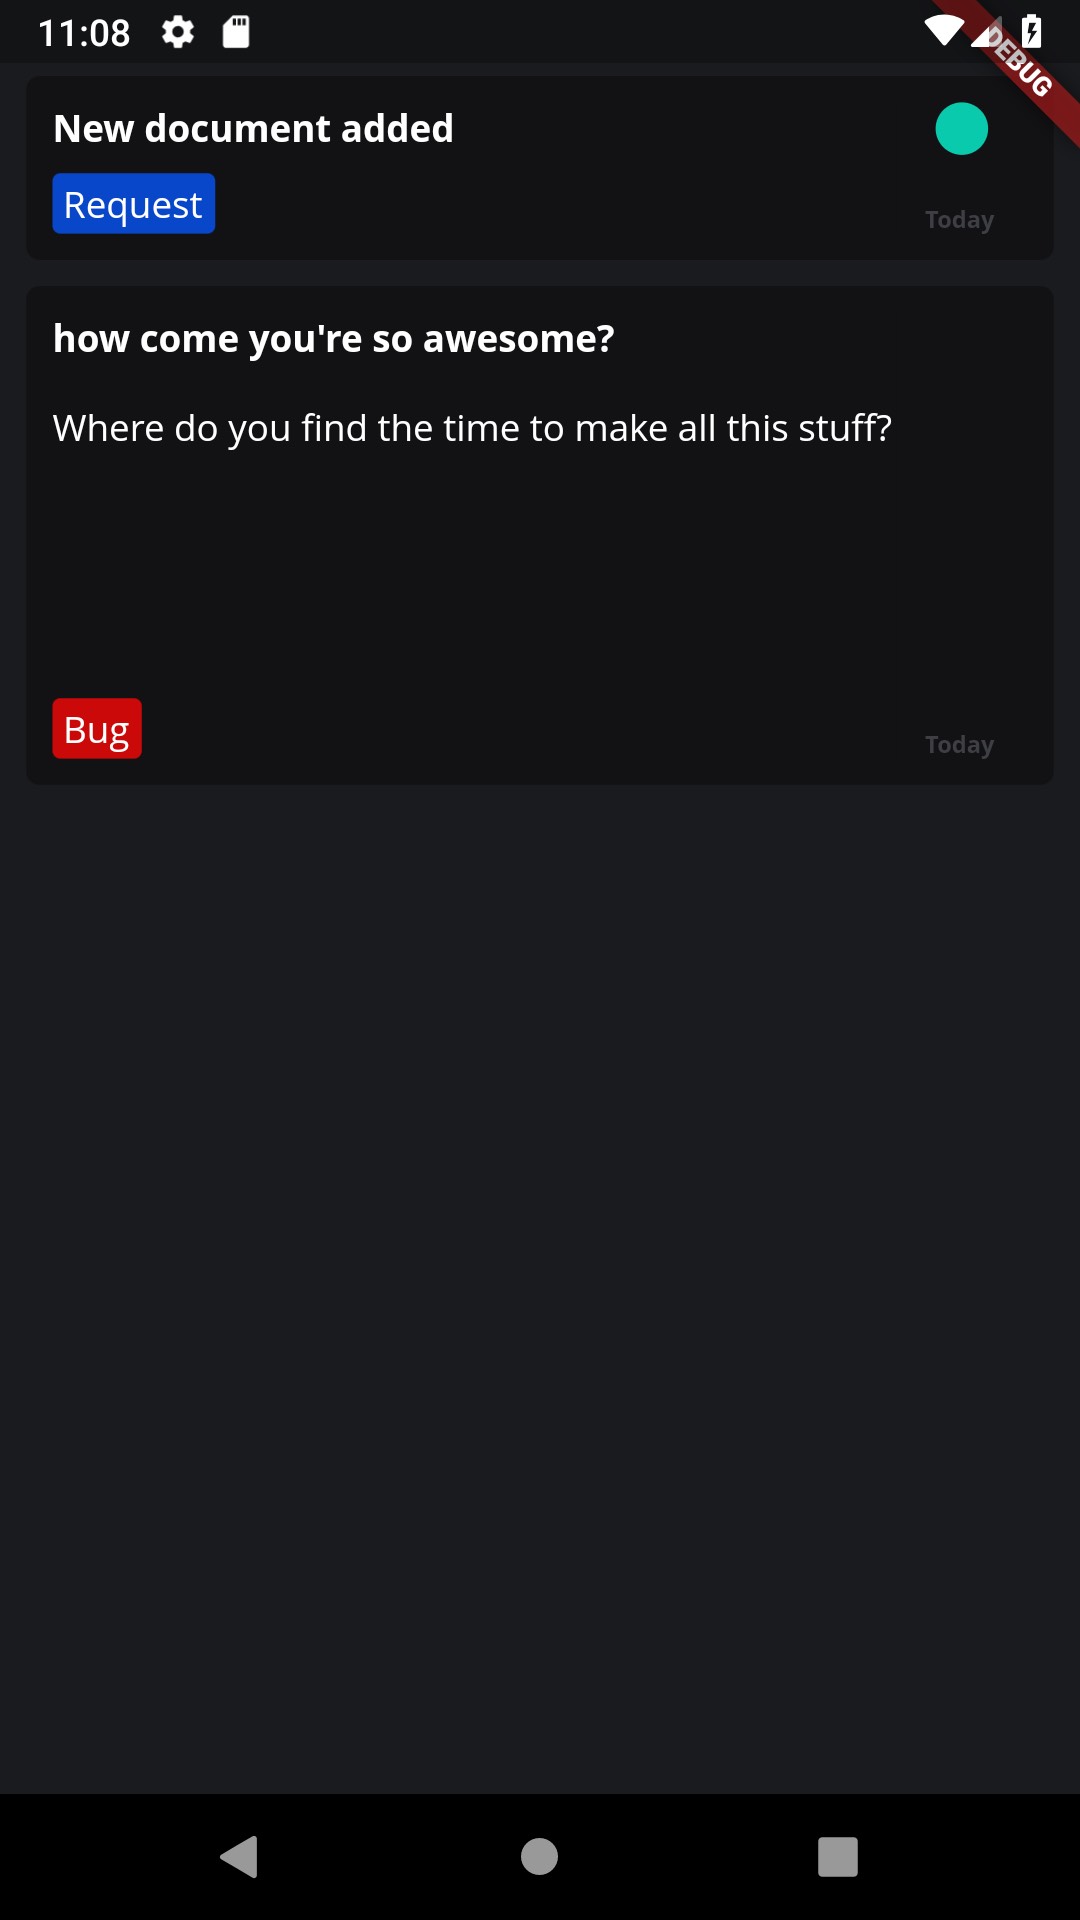 11:08
DEBUG
New document added
Request
Today
how come you're so awesome?
Where do you find the time to make all this stuff?
Bug
Today